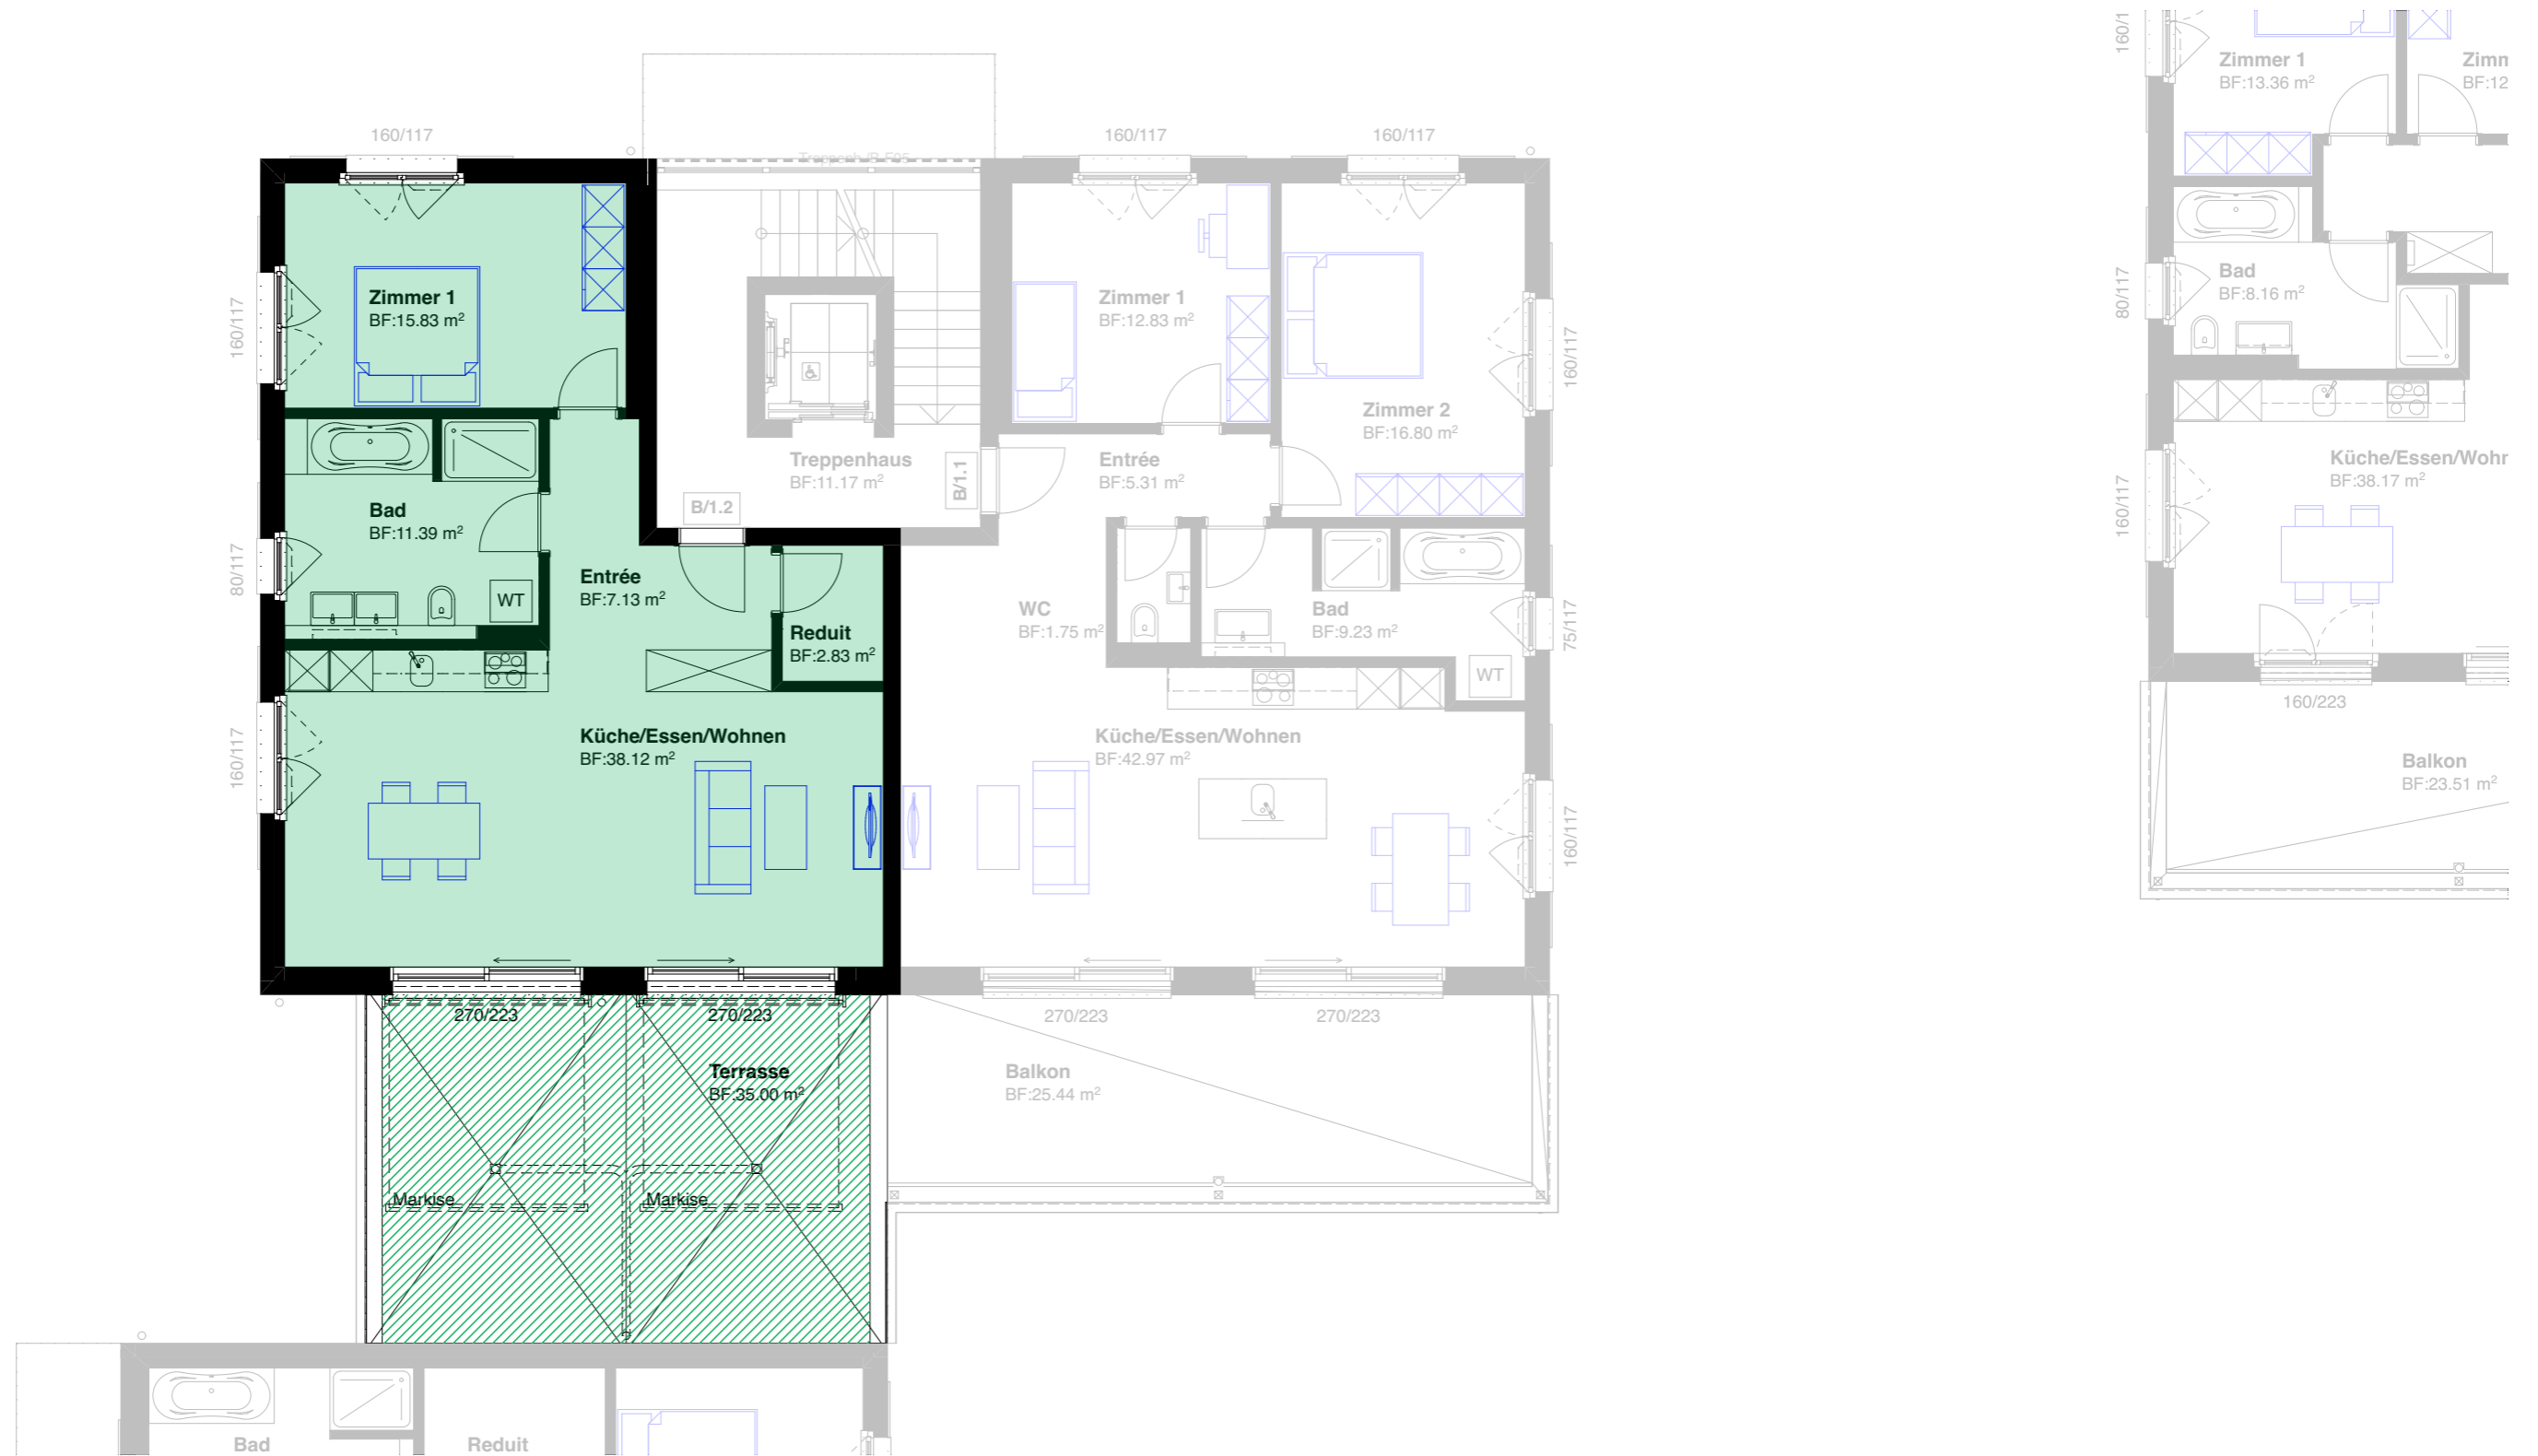 160/117
160/117
160/117
Zimmer 1
BF:15.83 m²
160/117
Bad
BF:11.39 m²
80/117
WT
Entrée
BF:7.13 m²
Reduit
BF:2.83 m²
B/1.2
Küche/Essen/Wohnen
BF:38.12 m²
160/117
270/223
270/223
Terrasse
BF:35.00 m²
Markise
Markise
Treppenhaus
BF:11.17 m²
B/1.1
Zimmer 1
BF:12.83 m²
Zimmer 2
BF:16.80 m²
160/117
Entrée
BF:5.31 m²
WC
BF:1.75 m²
Bad
BF:9.23 m²
75/117
WT
Küche/Essen/Wohnen
BF:42.97 m²
160/117
270/223
270/223
Balkon
BF:25.44 m²
Bad
Reduit
160/1
Zimmer 1
BF:13.36 m²
Zimm
BF:12
Bad
BF:8.16 m²
80/117
Küche/Essen/Wohn
BF:38.17 m²
160/117
160/223
Balkon
BF:23.51 m²